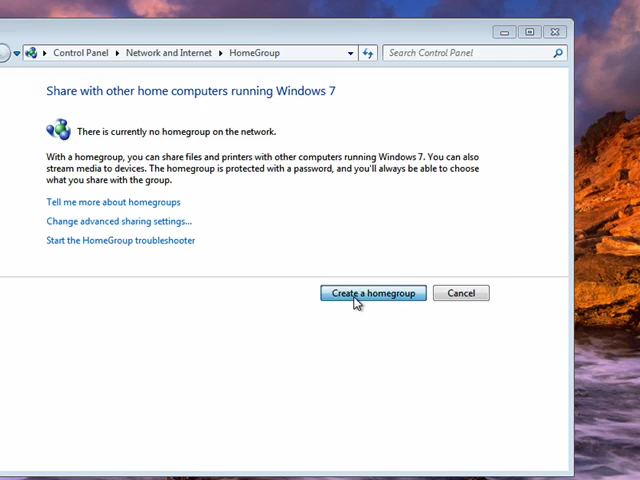 Control Panel Network and Internet HomeGroup Search Control Panel
Share with other home computers running Windows 7
There is currently no homegroup on the network.
With a homegroup, you can share files and printers with other computers running Windows 7. You can also
stream media to devices. The homegroup is protected with a password, and you'll always be able to choose
what you share with the group.
Tell me more about homegroups
Change advanced sharing settings...
Start the HomeGroup troubleshooter
Create a homegroup Cancel